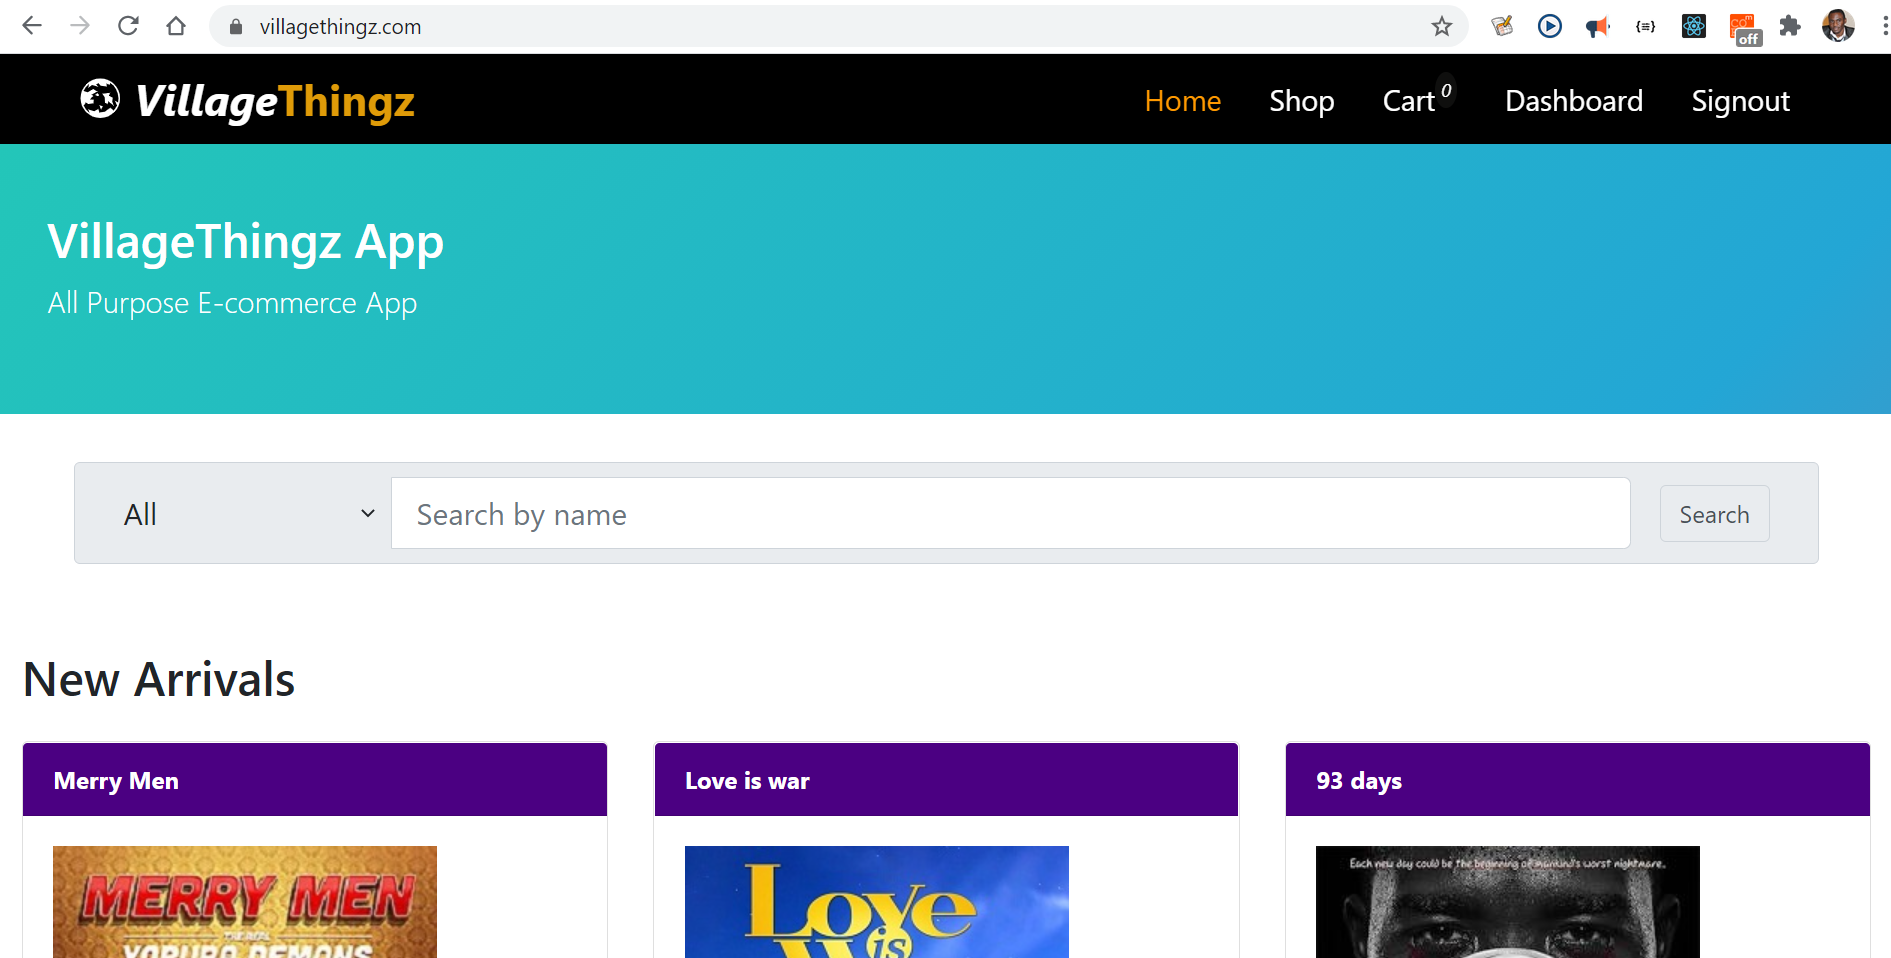 villagethingz.com
off
VillageThingz
Home Shop Cart 0 Dashboard Signout
VillageThingz App
All Purpose E-commerce App
All Search by name Search
New Arrivals
Merry Men
Love is war
93 days
MERRY MEN
THE REAL
YORUBA DEMONS
Love
is
Each new day could be the beginning of mankind's worst nightmare..